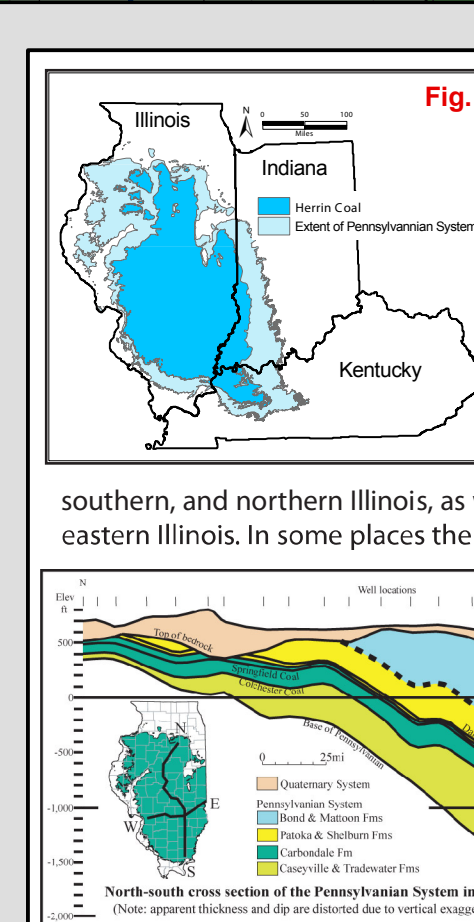 Fig.
Illinois
N
0 50 100
Miles
Indiana
Herrin Coal
Extent of Pennsylvannian System
Kentucky
southern, and northern Illinois, as
eastern Illinois. In some places the
N
Elev
ft
Well locations
500
Top of bedrock
Springfield Coal
Colchester Coal
0
Base of Pennsylvanian
-500
N
0 25mi
Quaternary System
Pennsylvanian System
-1,000
E
Bond & Mattoon Fms
W
Patoka & Shelburn Fms
Carbondale Fm
-1,500
S
Caseyville & Tradewater Fms
North-south cross section of the Pennsylvanian System in
(Note: apparent thickness and dip are distorted due to vertical
-2,000